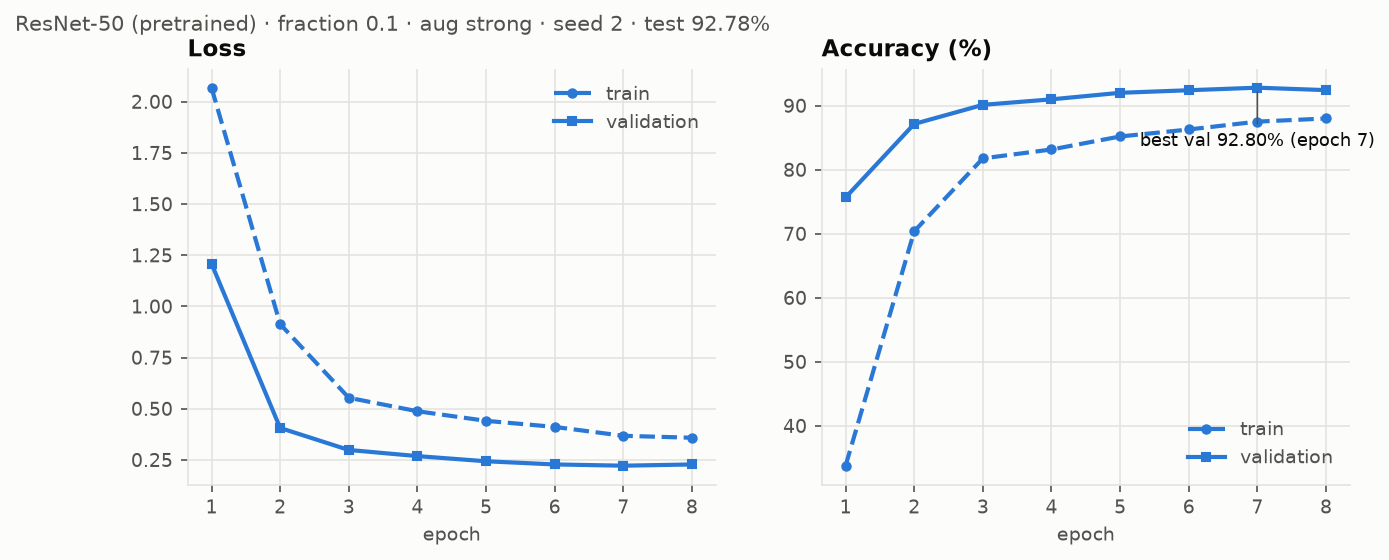 ResNet-50 (pretrained) · fraction 0.1 · aug strong · seed 2 · test 92.78%
Loss
2.00
1.75
1.50
1.25
1.00
0.75
0.50
0.25
train
validation
1 2 3 4 5 6 7 8
epoch
Accuracy (%)
90
80
70
60
50
40
best val 92.80% (epoch 7)
train
validation
1 2 3 4 5 6 7 8
epoch